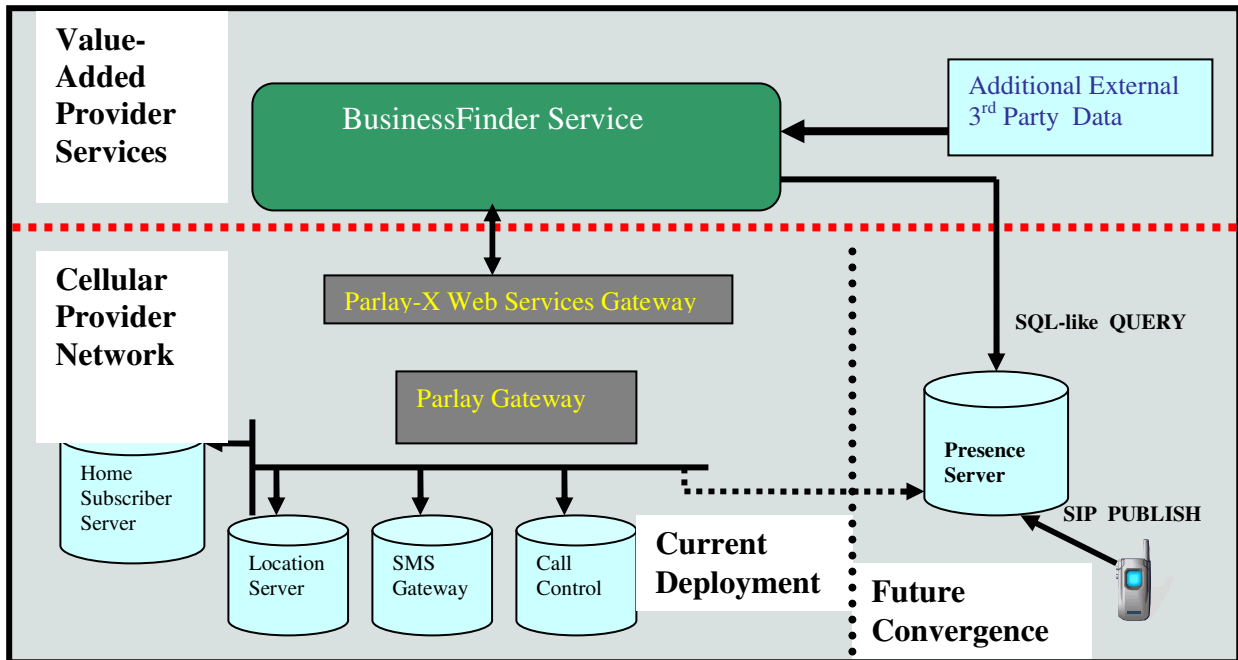 Value-
Added
Provider
Services
BusinessFinder Service
Additional External
3rd Party Data
Cellular
Provider
Network
Parlay-X Web Services Gateway
SQL-like QUERY
Parlay Gateway
Presence
Server
Home
Subscriber
Server
SIP PUBLISH
Location
Server
SMS
Gateway
Call
Control
Current
Deployment
Future
Convergence